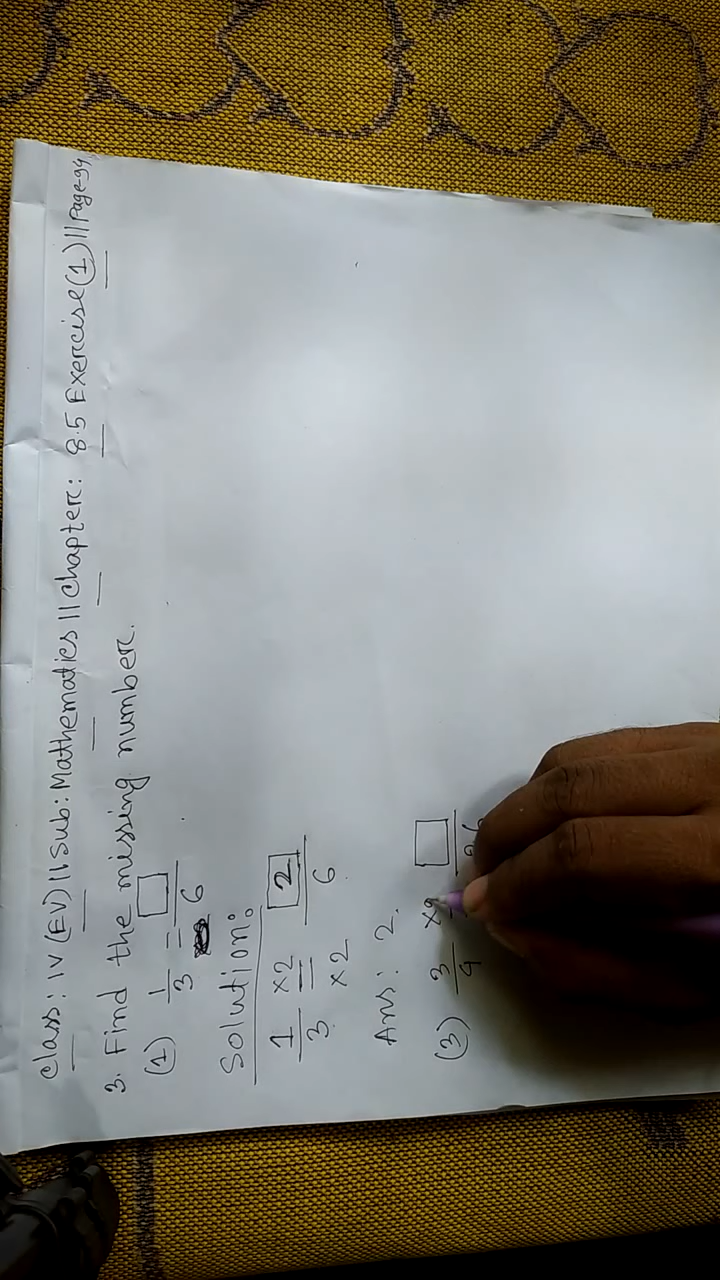 Class: IV (EV) || Sub: Mathematics || Chapter: 8.5 Exercise (1) || Page-94
3. Find the missing number.
(1) 1/3 = □/6
Solution:
1/3 ×2/×2 = 2/6
Ans: 2.
(3) 3/4 × □